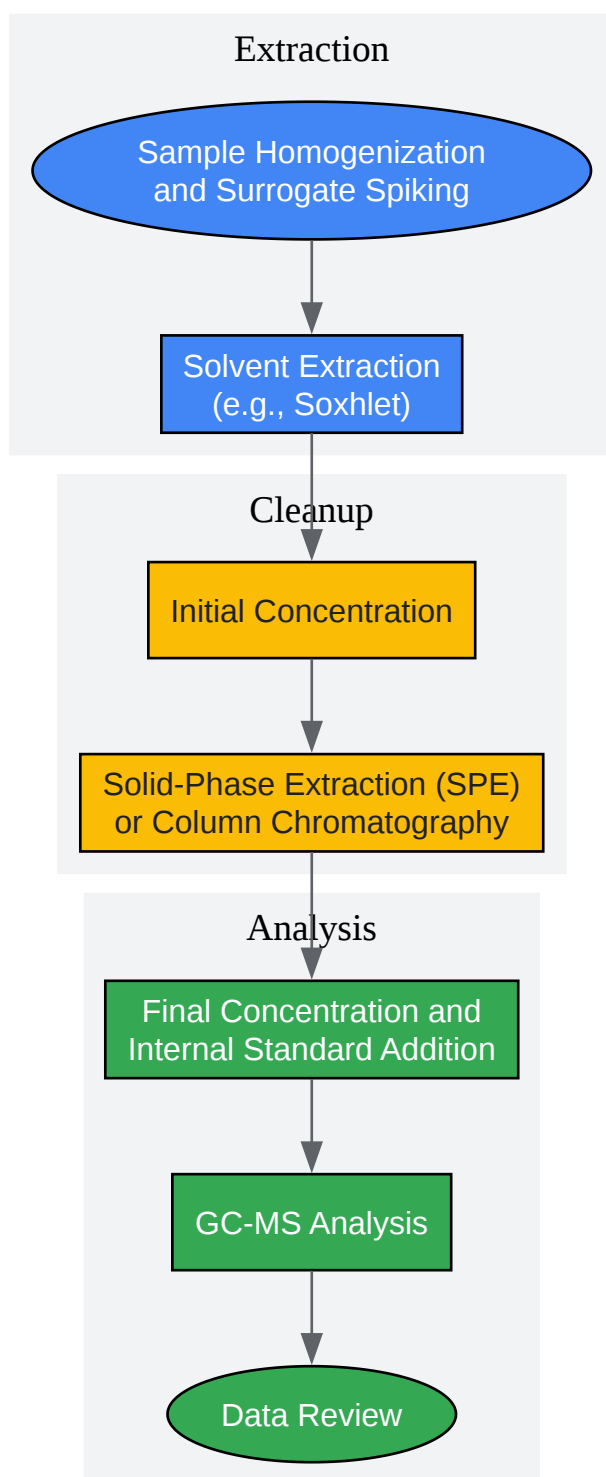 Extraction
Sample Homogenization
and Surrogate Spiking
Solvent Extraction
(e.g., Soxhlet)
Cleanup
Initial Concentration
Solid-Phase Extraction (SPE)
or Column Chromatography
Analysis
Final Concentration and
Internal Standard Addition
GC-MS Analysis
Data Review